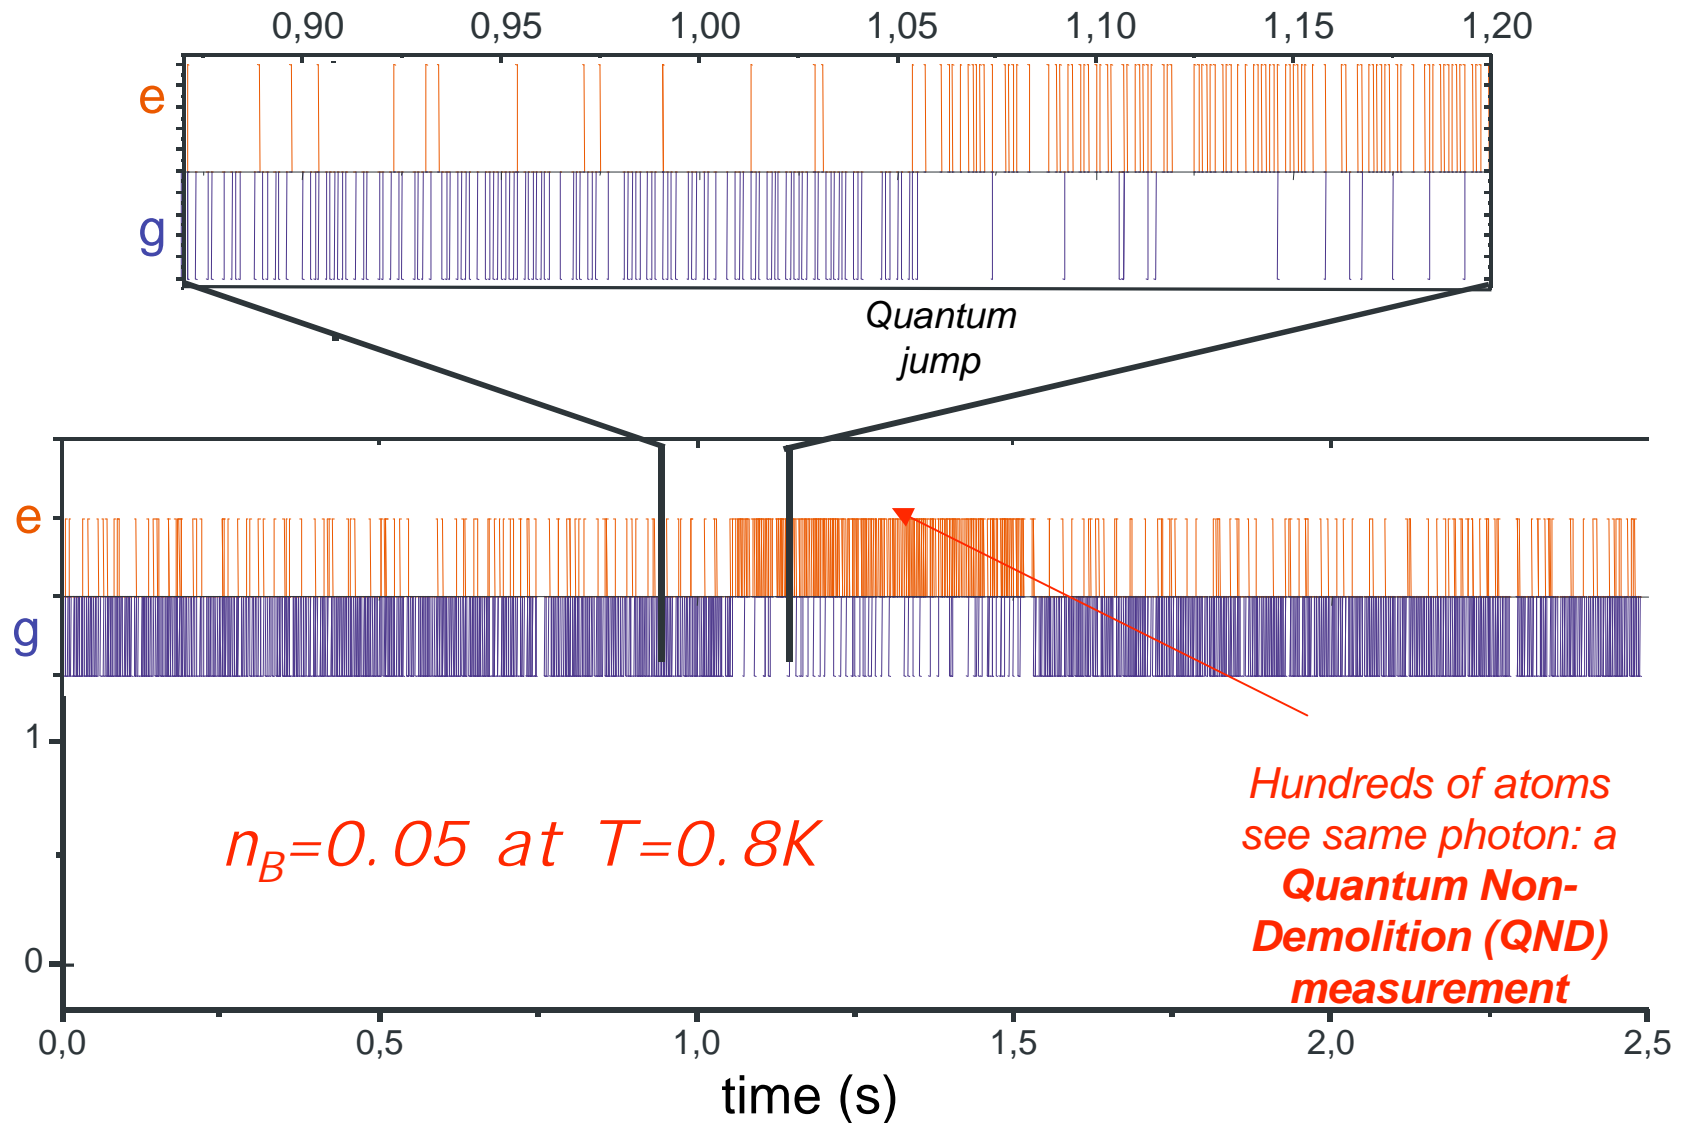 0,90 0,95 1,00 1,05 1,10 1,15 1,20
e
g
Quantum
jump
e
g
1
n_B=0.05 at T=0.8K
0
Hundreds of atoms
see same photon: a
Quantum Non-
Demolition (QND)
measurement
0,0 0,5 1,0 1,5 2,0 2,5
time (s)